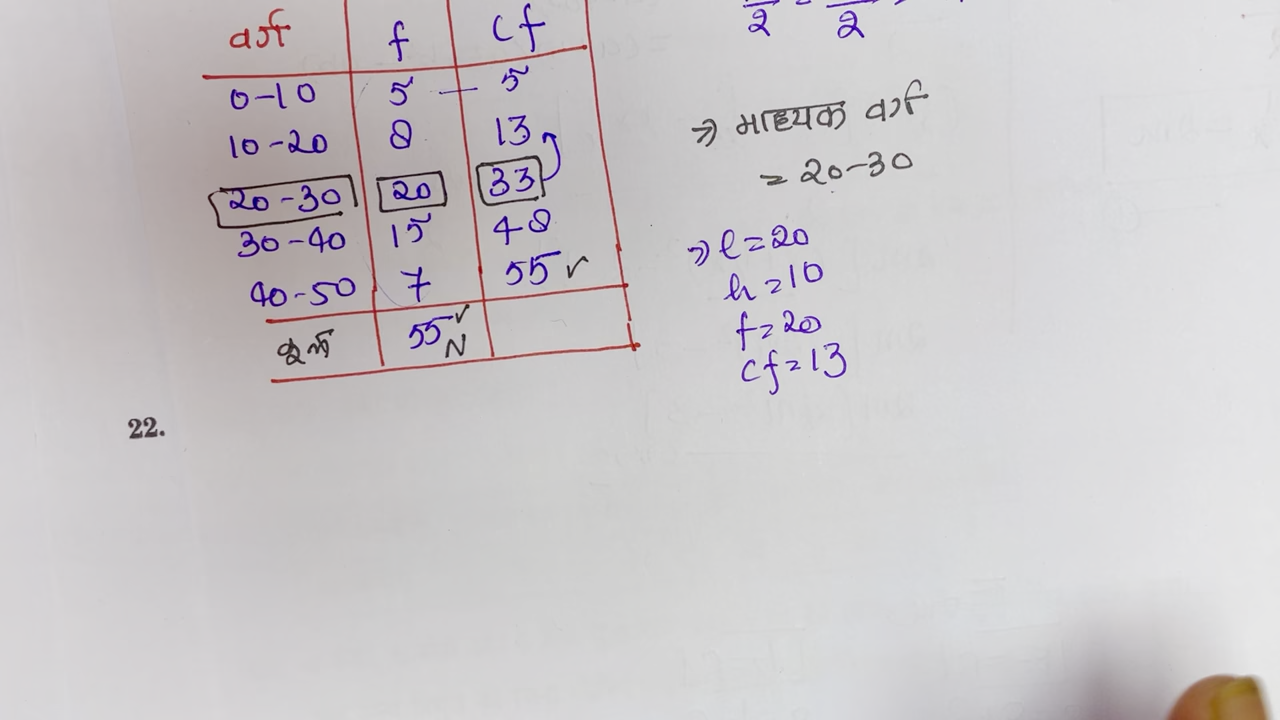 वर्ग f cf
0-10 5 — 5
10-20 8 13
20-30 20 33
30-40 15 48
40-50 7 55 ✓
कुल 55 ✓ N
2 2
⇒ माध्यक वर्ग
= 20-30
⇒ l = 20
h = 10
f = 20
cf = 13
22.